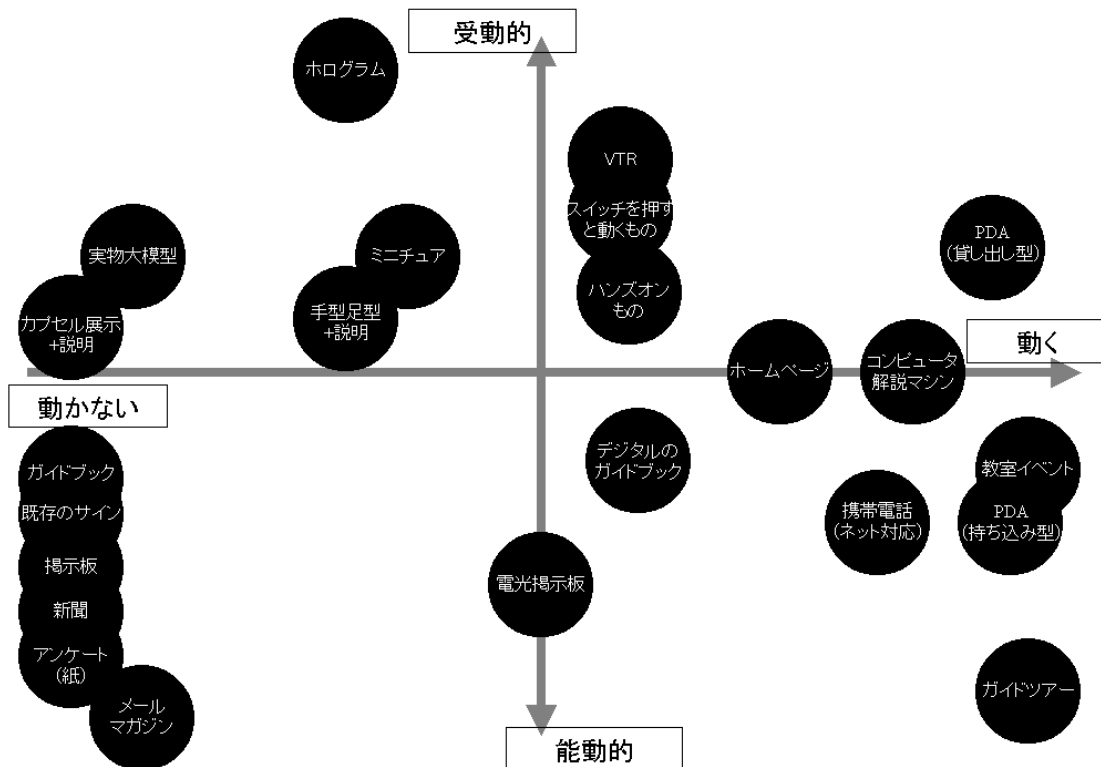 受動的
ホログラム
VTR
スイッチを押す
と動くもの
ハンズオン
もの
PDA
(貸し出し型)
実物大模型
ミニチュア
カプセル展示
+説明
手型足型
+説明
動く
ホームページ
コンピュータ
解説マシン
動かない
ガイドブック
既存のサイン
掲示板
新聞
アンケート
(紙)
メール
マガジン
デジタルの
ガイドブック
教室イベント
携帯電話
(ネット対応)
PDA
(持ち込み型)
電光掲示板
ガイドツアー
能動的